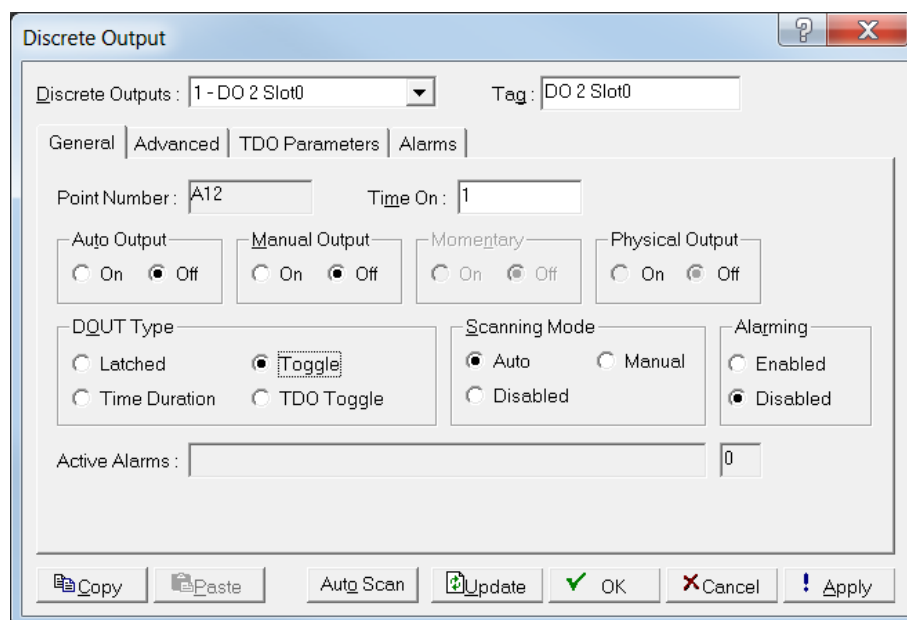 Discrete Output
Discrete Outputs : 1 - DO 2 Slot0 Tag : DO 2 Slot0
General Advanced TDO Parameters Alarms
Point Number : A12 Time On : 1
Auto Output Manual Output Momentary Physical Output
On Off On Off On Off On Off
DOUT Type Scanning Mode Alarming
Latched Toggle Auto Manual Enabled
Time Duration TDO Toggle Disabled Disabled
Active Alarms : 0
Copy Paste Auto Scan Update OK Cancel Apply